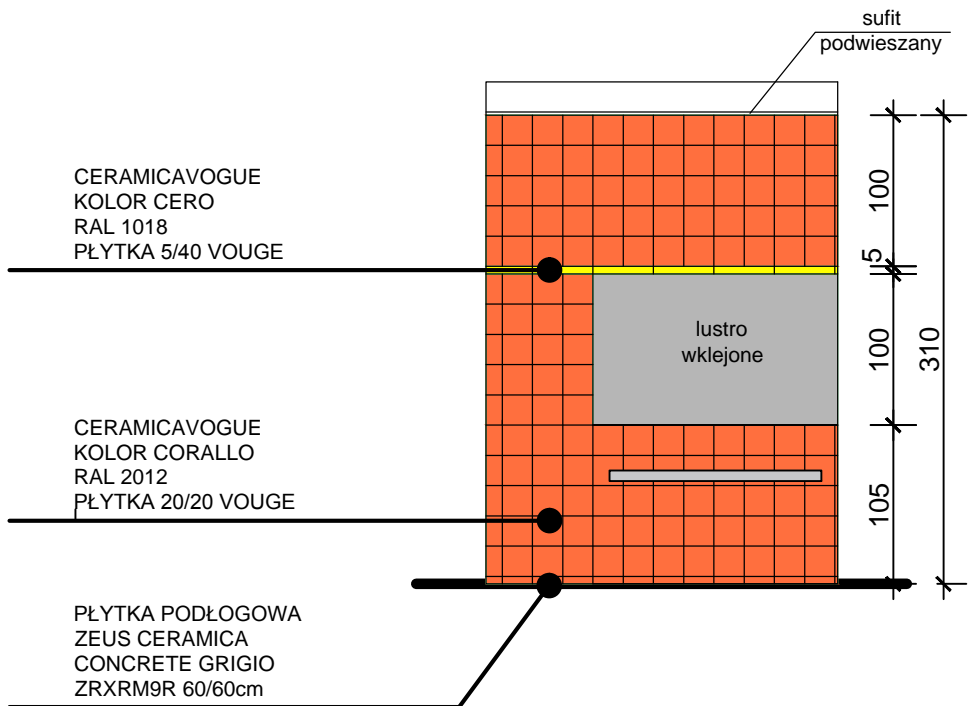 sufit
podwieszany
CERAMICAVOGUE
KOLOR CERO
RAL 1018
PŁYTKA 5/40 VOUGE
100
5
lustro
wklejone
100
310
CERAMICAVOGUE
KOLOR CORALLO
RAL 2012
PŁYTKA 20/20 VOUGE
105
PŁYTKA PODŁOGOWA
ZEUS CERAMICA
CONCRETE GRIGIO
ZRXRM9R 60/60cm